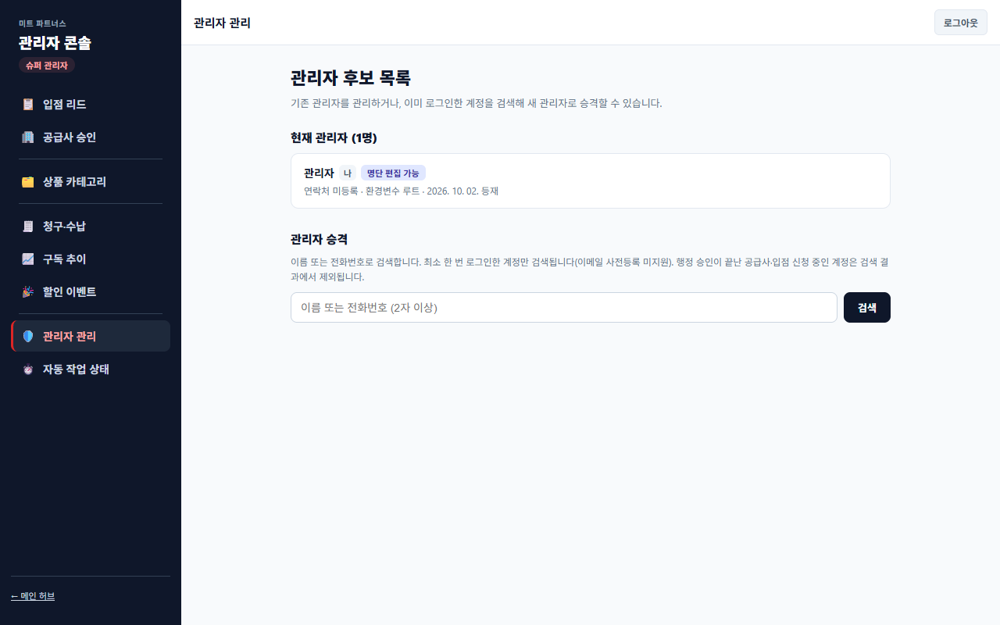 미트 파트너스
관리자 콘솔
슈퍼 관리자
입점 리드
공급사 승인
상품 카테고리
청구·수납
구독 추이
할인 이벤트
관리자 관리
자동 작업 상태
← 메인 허브
관리자 관리
로그아웃
관리자 후보 목록
기존 관리자를 관리하거나, 이미 로그인한 계정을 검색해 새 관리자로 승격할 수 있습니다.
현재 관리자 (1명)
관리자 나 명단 편집 가능
연락처 미등록 · 환경변수 루트 · 2026. 10. 02. 등재
관리자 승격
이름 또는 전화번호로 검색합니다. 최소 한 번 로그인한 계정만 검색됩니다(이메일 사전등록 미지원). 행정 승인이 끝난 공급사·입점 신청 중인 계정은 검색 결
과에서 제외됩니다.
이름 또는 전화번호 (2자 이상)
검색